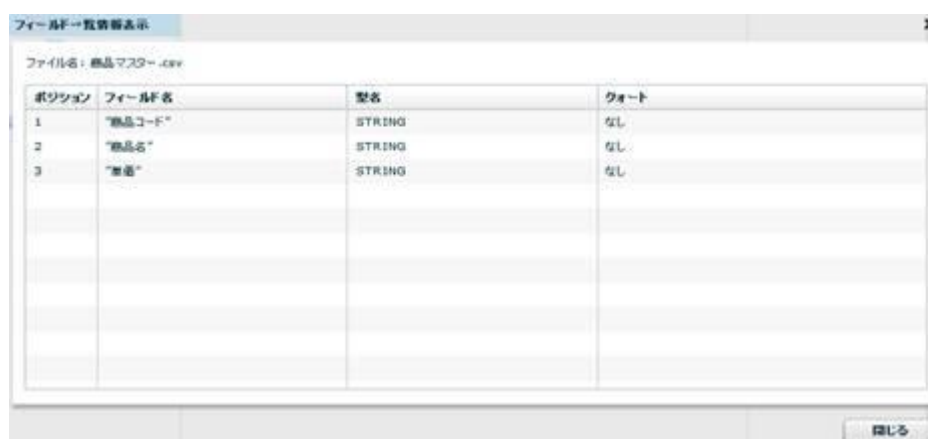 フィールド一覧情報表示
ファイル名：商品マスター.csv
ポジション フィールド名 型名 クォート
1 "商品コード" STRING なし
2 "商品名" STRING なし
3 "単価" STRING なし
閉じる